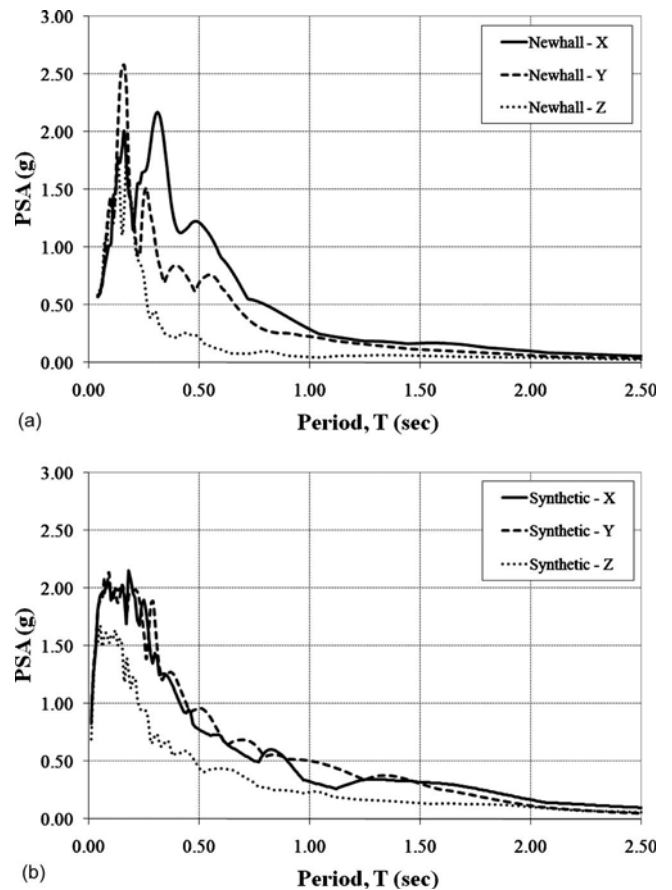 3.00
2.50
2.00
1.50
1.00
0.50
0.00
PSA (g)
Newhall - X
Newhall - Y
Newhall - Z
0.00 0.50 1.00 1.50 2.00 2.50
Period, T (sec)
(a)
3.00
2.50
2.00
1.50
1.00
0.50
0.00
PSA (g)
Synthetic - X
Synthetic - Y
Synthetic - Z
0.00 0.50 1.00 1.50 2.00 2.50
Period, T (sec)
(b)